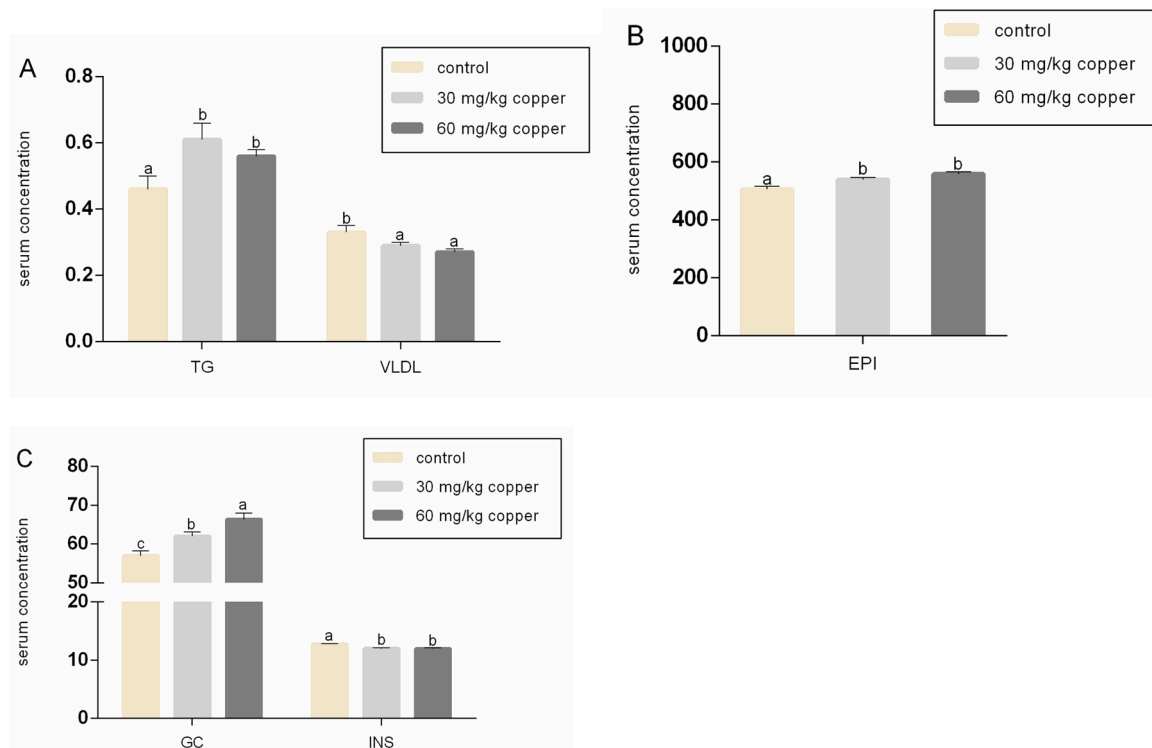 A
control
30 mg/kg copper
60 mg/kg copper
serum concentration
0.8
0.6
0.4
0.2
0.0
a
b
b
b
a
a
TG
VLDL
B
control
30 mg/kg copper
60 mg/kg copper
serum concentration
1000
800
600
400
200
0
a
b
b
EPI
C
control
30 mg/kg copper
60 mg/kg copper
serum concentration
80
70
60
50
20
10
0
c
b
a
a
b
b
GC
INS